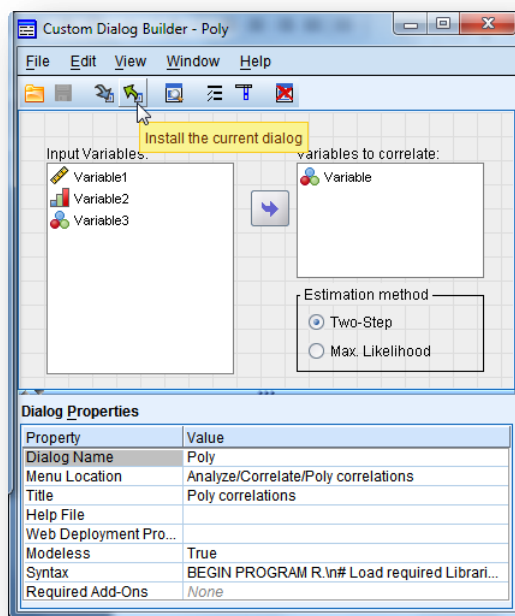 Custom Dialog Builder - Poly
File Edit View Window Help
Install the current dialog
Input Variables:
Variable1
Variable2
Variable3
Variables to correlate:
Variable
Estimation method
Two-Step
Max. Likelihood
Dialog Properties
Property Value
Dialog Name Poly
Menu Location Analyze/Correlate/Poly correlations
Title Poly correlations
Help File
Web Deployment Pro...
Modeless True
Syntax BEGIN PROGRAM R.\n# Load required Librari...
Required Add-Ons None